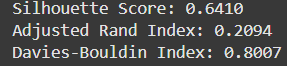 Silhouette Score: 0.6410
Adjusted Rand Index: 0.2094
Davies-Bouldin Index: 0.8007